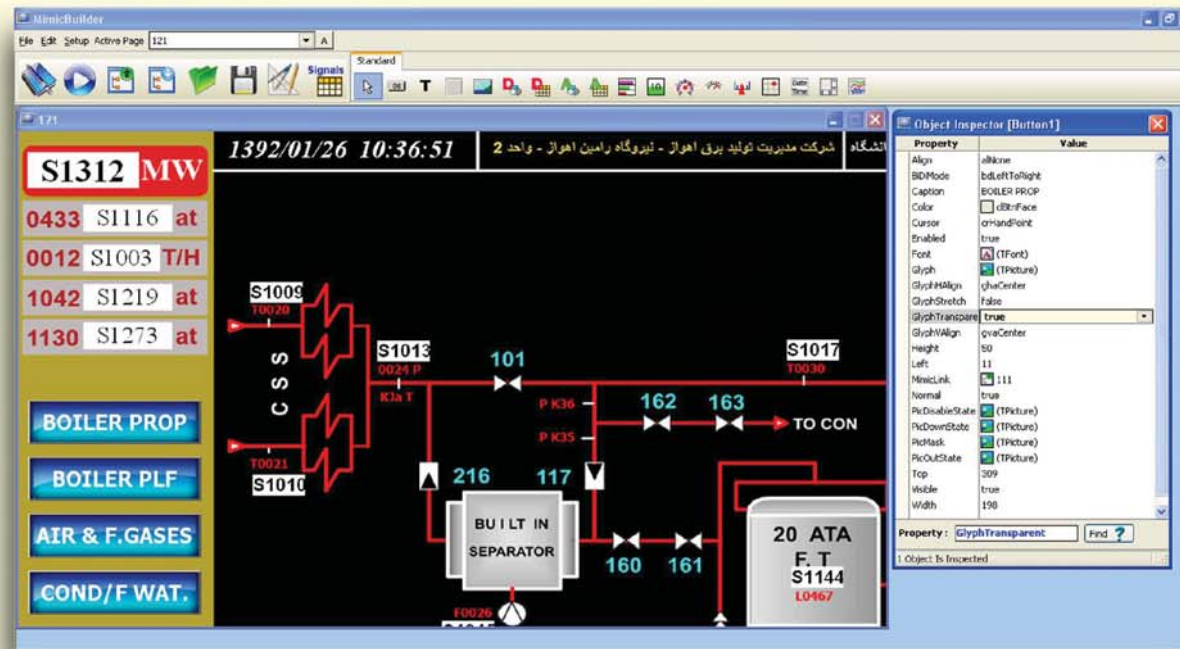 MimicBuilder
File Edit Setup Active Page 121 A
Signals
Standard
T
Date Time
121
S1312 MW
0433 S1116 at
0012 S1003 T/H
1042 S1219 at
1130 S1273 at
BOILER PROP
BOILER PLF
AIR & F.GASES
COND/F WAT.
1392/01/26 10:36:51
شرکت مدیریت تولید برق اهواز - نیروگاه رامین اهواز - واحد 2
S1009
T0020
CSS
S1013
0024 P
KJa T
101
S1017
T0030
P K36
162
163
TO CON
P K35
T0021
S1010
216
117
BUILT IN
SEPARATOR
160
161
20 ATA
F. T
S1144
L0467
F0026
Object Inspector [Button1]
Property Value
Align alNone
BiDiMode bdLeftToRight
Caption BOILER PROP
Color clBtnFace
Cursor crHandPoint
Enabled true
Font A (TFont)
Glyph (TPicture)
GlyphHAlign ghaCenter
GlyphStretch false
GlyphTranspare true
GlyphVAlign gvaCenter
Height 50
Left 11
MimicLink 111
Normal true
PicDisableState (TPicture)
PicDownState (TPicture)
PicMask (TPicture)
PicOutState (TPicture)
Top 309
Visible true
Width 198
Property : GlyphTransparent Find ?
1 Object Is Inspected